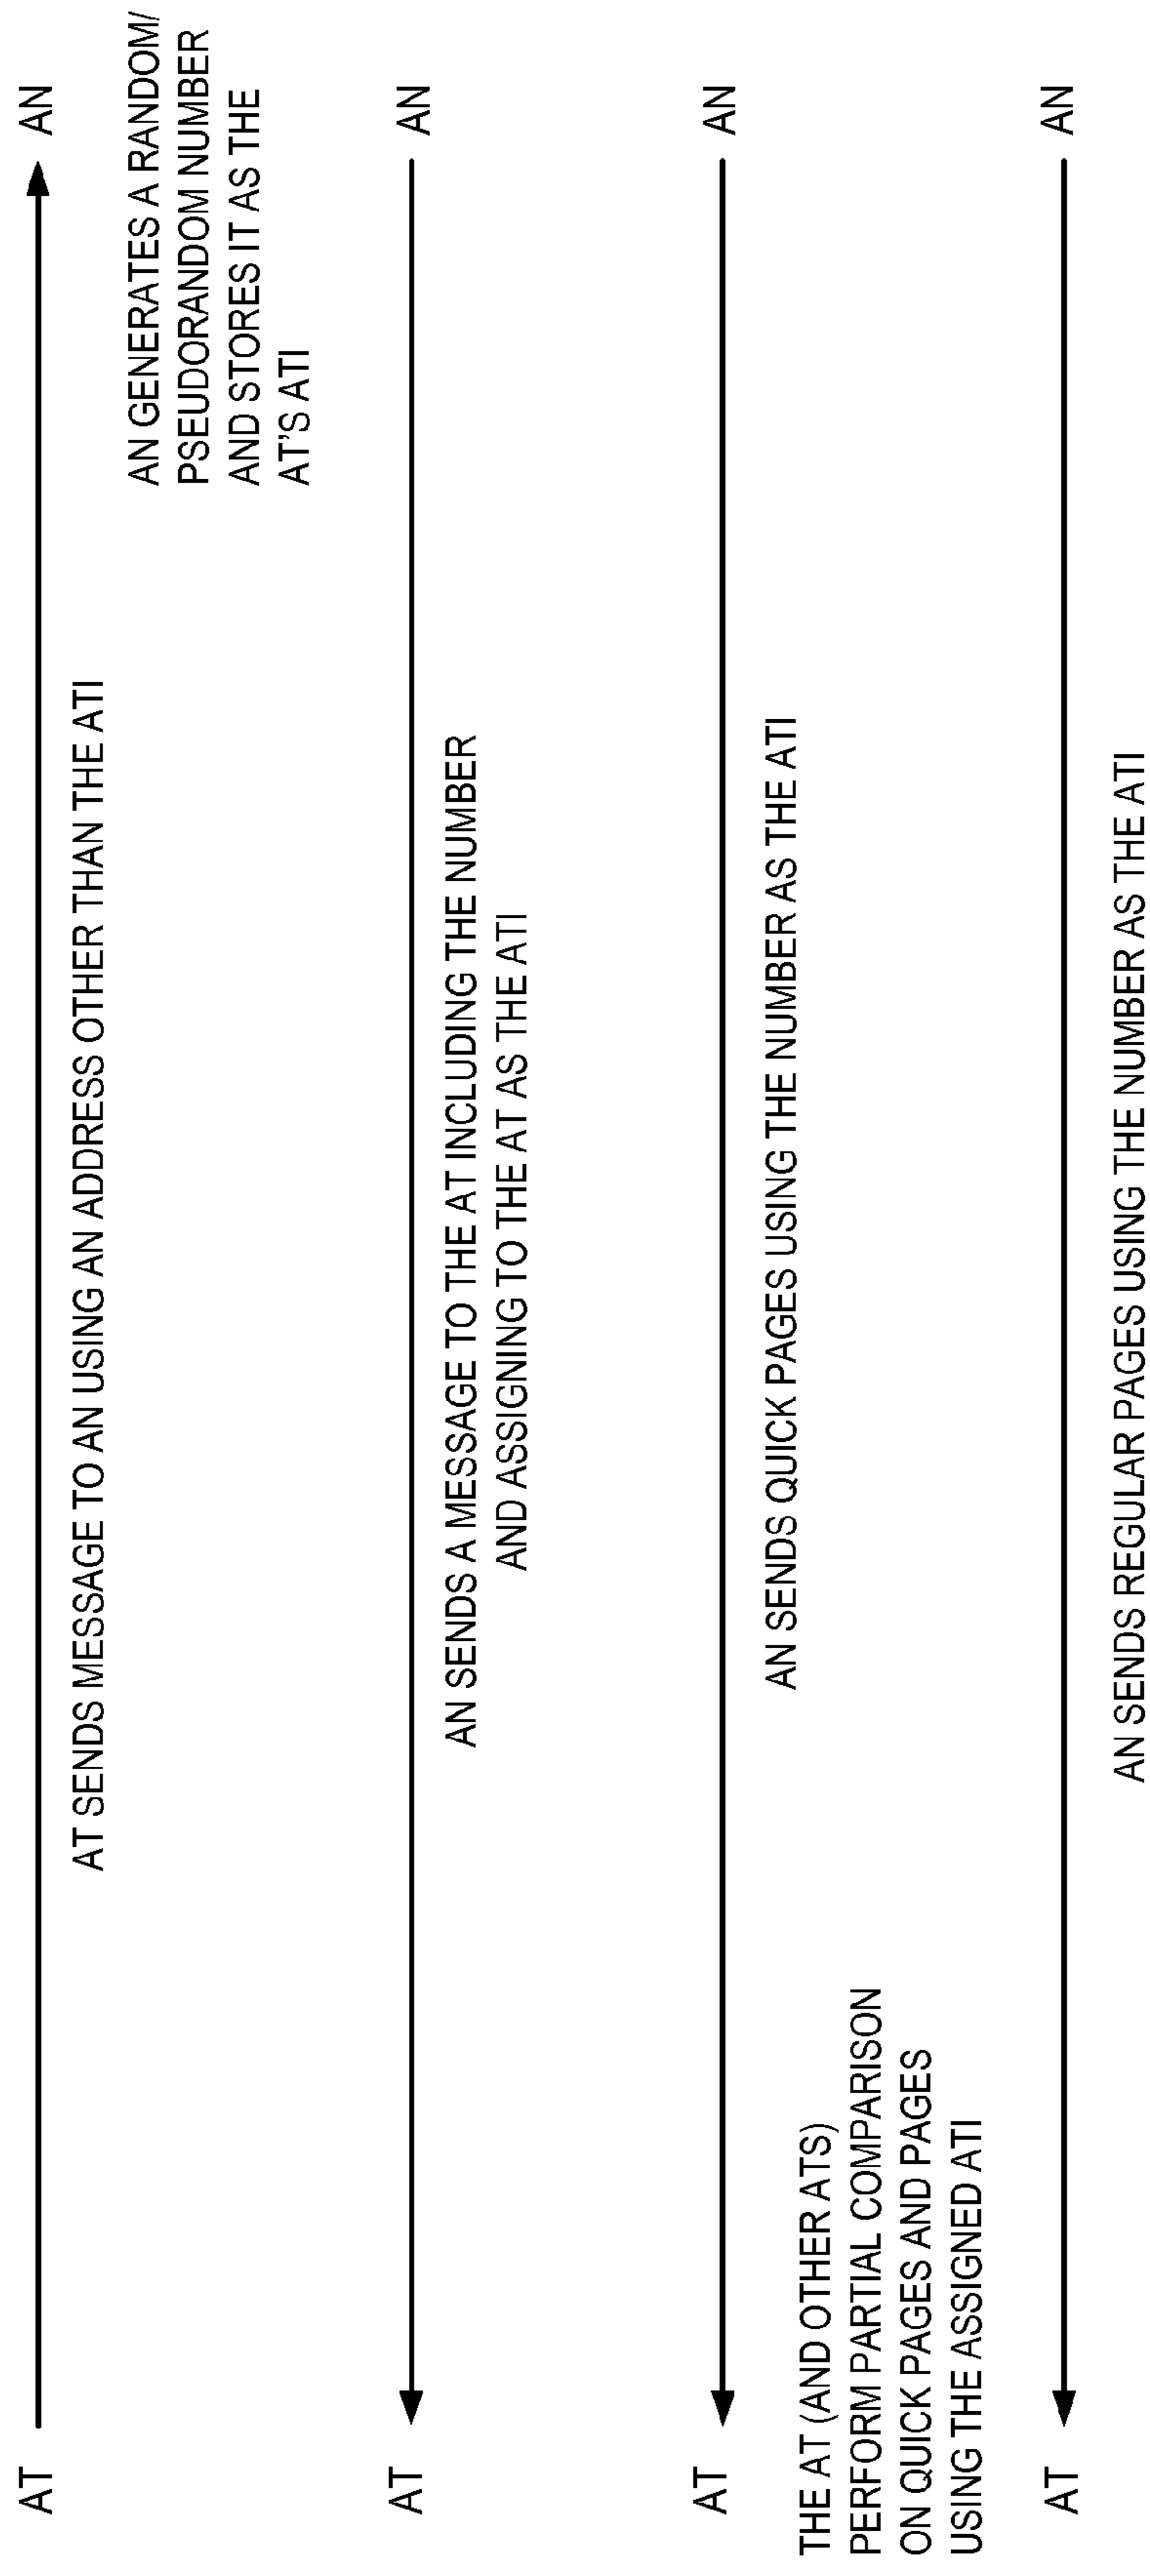 AT AN
AT SENDS MESSAGE TO AN USING AN ADDRESS OTHER THAN THE ATI
AN GENERATES A RANDOM/
PSEUDORANDOM NUMBER
AND STORES IT AS THE
AT'S ATI
AT AN
AN SENDS A MESSAGE TO THE AT INCLUDING THE NUMBER
AND ASSIGNING TO THE AT AS THE ATI
AT AN
AN SENDS QUICK PAGES USING THE NUMBER AS THE ATI
THE AT (AND OTHER ATS)
PERFORM PARTIAL COMPARISON
ON QUICK PAGES AND PAGES
USING THE ASSIGNED ATI
AT AN
AN SENDS REGULAR PAGES USING THE NUMBER AS THE ATI